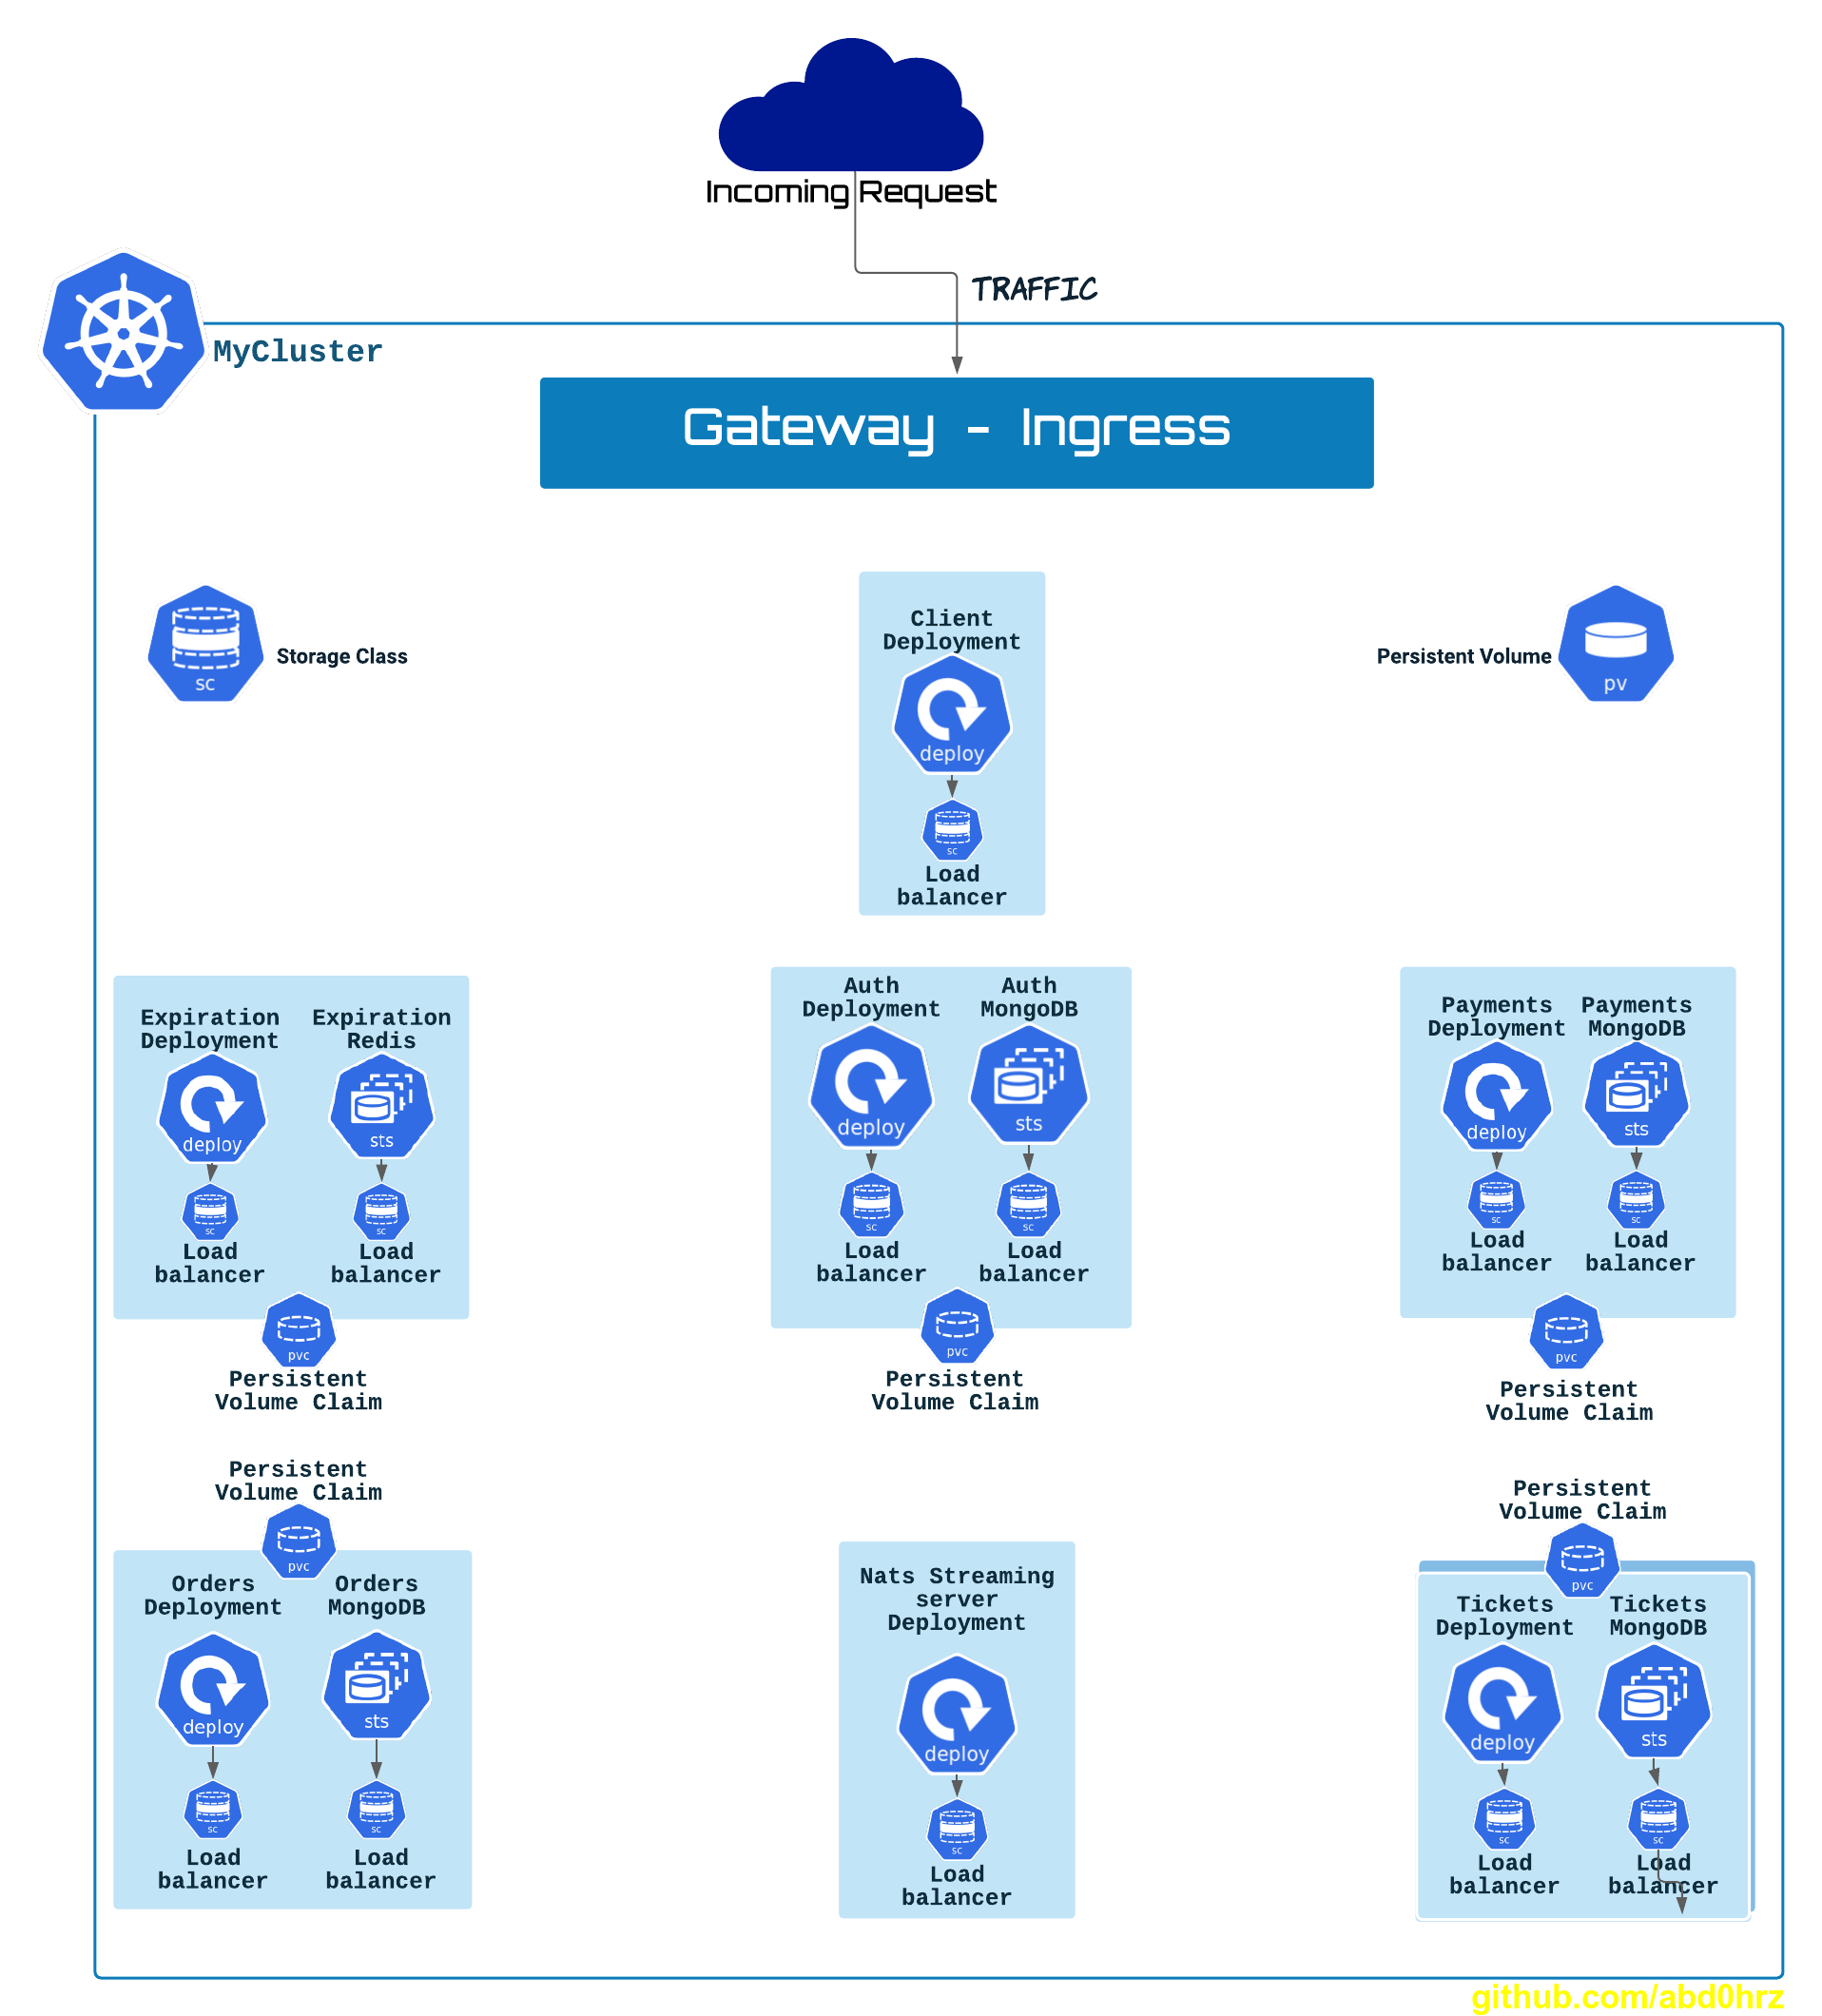 Incoming Request
TRAFFIC
MyCluster
Gateway - Ingress
sc
Storage Class
Client
Deployment
deploy
sc
Load
balancer
Persistent Volume
pv
Expiration
Deployment
deploy
sc
Load
balancer
Expiration
Redis
sts
sc
Load
balancer
pvc
Persistent
Volume Claim
Auth
Deployment
deploy
sc
Load
balancer
Auth
MongoDB
sts
sc
Load
balancer
pvc
Persistent
Volume Claim
Payments
Deployment
deploy
sc
Load
balancer
Payments
MongoDB
sts
sc
Load
balancer
pvc
Persistent
Volume Claim
Persistent
Volume Claim
pvc
Orders
Deployment
deploy
sc
Load
balancer
Orders
MongoDB
sts
sc
Load
balancer
Nats Streaming
server
Deployment
deploy
sc
Load
balancer
Persistent
Volume Claim
pvc
Tickets
Deployment
deploy
sc
Load
balancer
Tickets
MongoDB
sts
sc
Load
balancer
github.com/abd0hrz